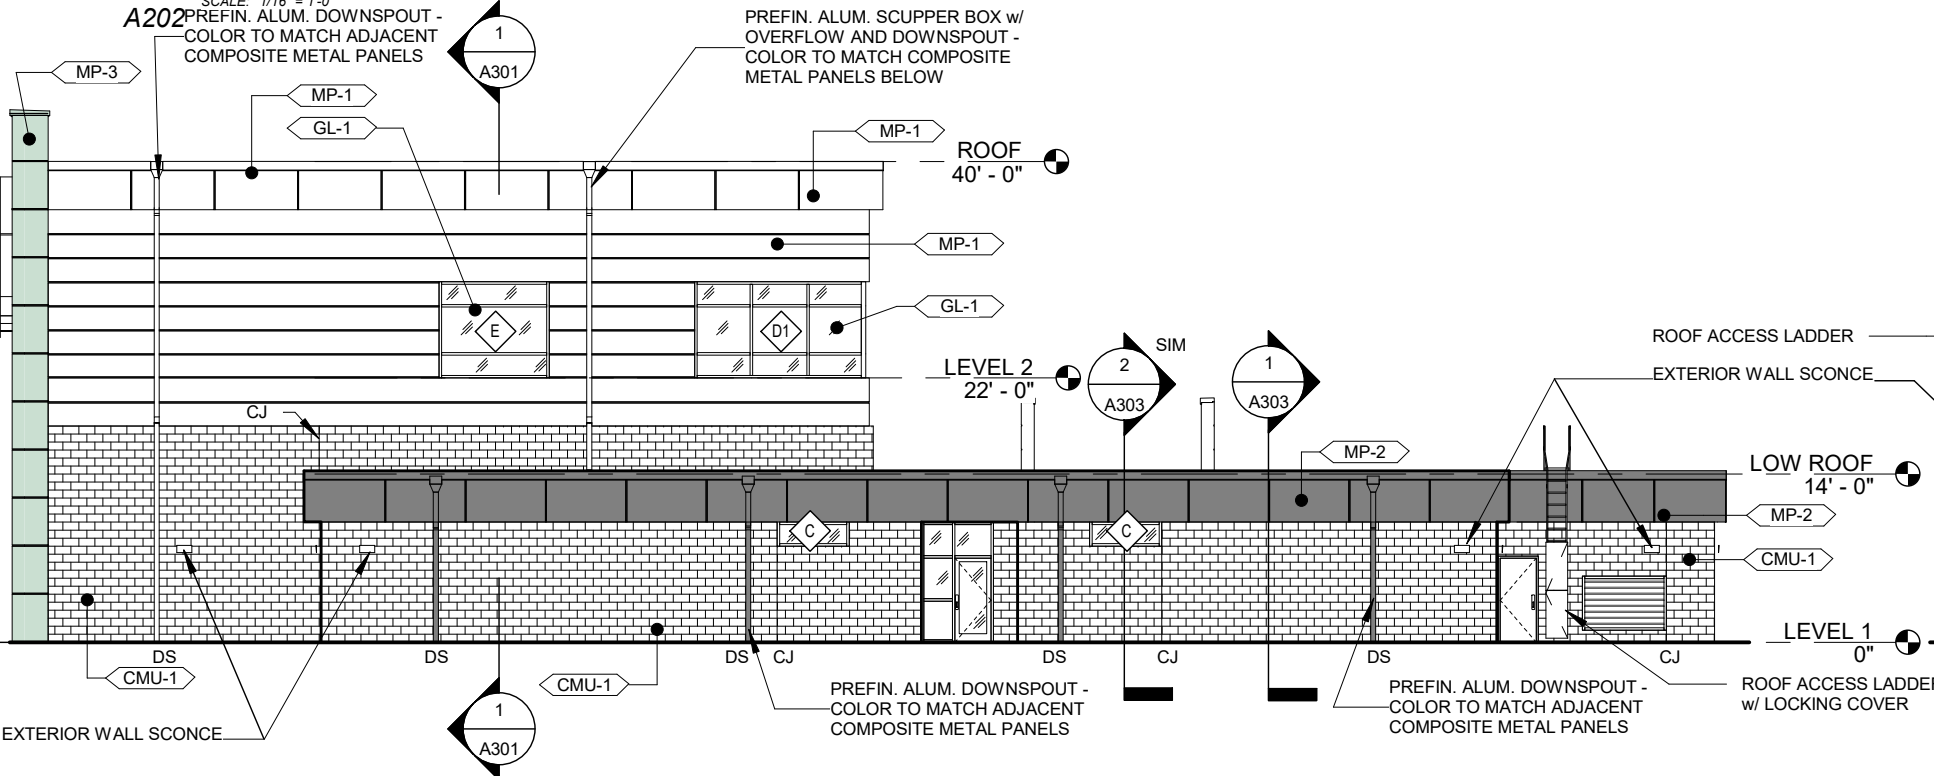 SCALE: 1/16" = 1'-0"
A202
PREFIN. ALUM. DOWNSPOUT -
COLOR TO MATCH ADJACENT
COMPOSITE METAL PANELS
1
A301
PREFIN. ALUM. SCUPPER BOX w/
OVERFLOW AND DOWNSPOUT -
COLOR TO MATCH COMPOSITE
METAL PANELS BELOW
MP-3
MP-1
GL-1
MP-1
ROOF
40' - 0"
MP-1
GL-1
E
D1
LEVEL 2
22' - 0"
2
A303
SIM
1
A303
ROOF ACCESS LADDER
EXTERIOR WALL SCONCE
CJ
MP-2
LOW ROOF
14' - 0"
MP-2
C
C
CMU-1
LEVEL 1
0"
DS
DS
DS
CJ
DS
CJ
DS
CJ
CMU-1
CMU-1
EXTERIOR WALL SCONCE
1
A301
PREFIN. ALUM. DOWNSPOUT -
COLOR TO MATCH ADJACENT
COMPOSITE METAL PANELS
PREFIN. ALUM. DOWNSPOUT -
COLOR TO MATCH ADJACENT
COMPOSITE METAL PANELS
ROOF ACCESS LADDER
w/ LOCKING COVER